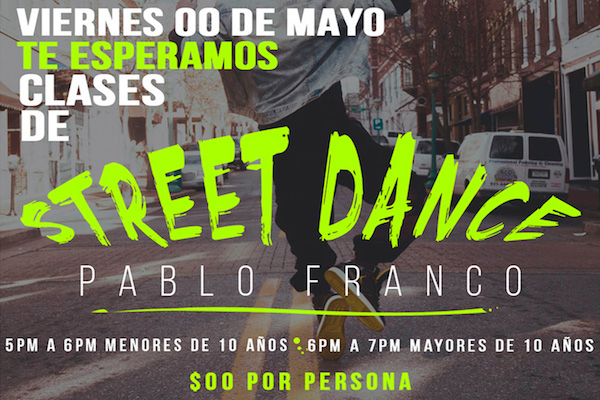 VIERNES 00 DE MAYO
TE ESPERAMOS
CLASES
DE
STREET DANCE
PABLO FRANCO
5PM A 6PM MENORES DE 10 AÑOS 6PM A 7PM MAYORES DE 10 AÑOS
$00 POR PERSONA